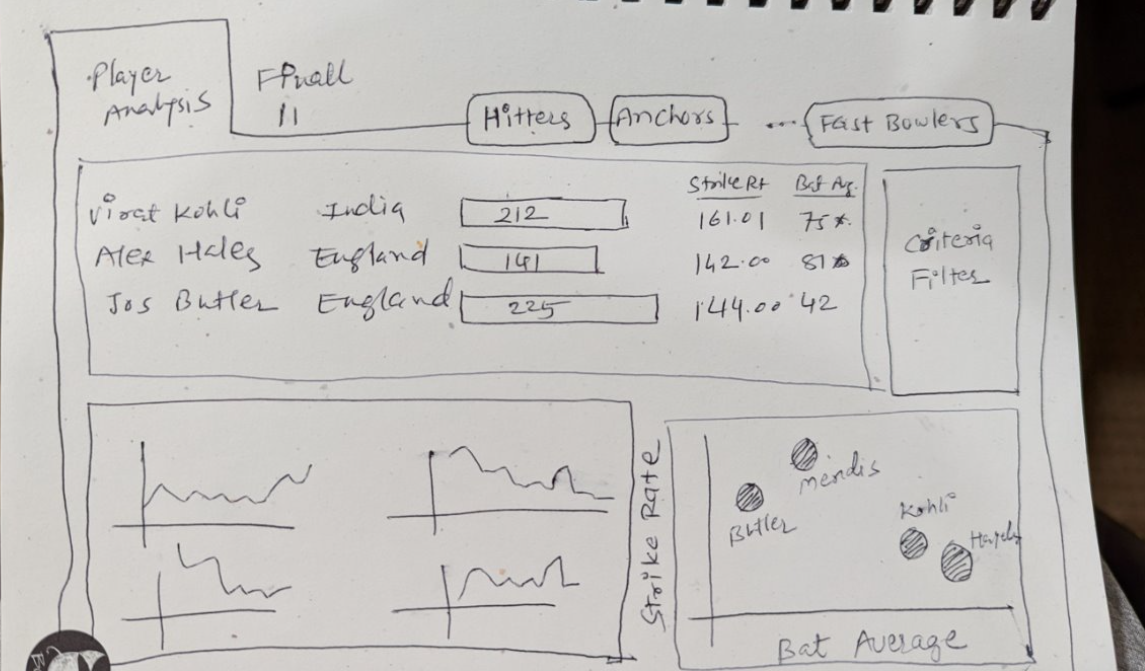 Player
Analysis
Final
11
Hitters
Anchors
... Fast Bowlers
Strike Rt Bat Ag.
Virat Kohli India 212 161.01 75*
Alex Hales England 141 142.00 81*
Jos Butler England 225 144.00 42
Criteria
Filter
Strike Rate
Mendis
Butler
Kohli
Bat Average